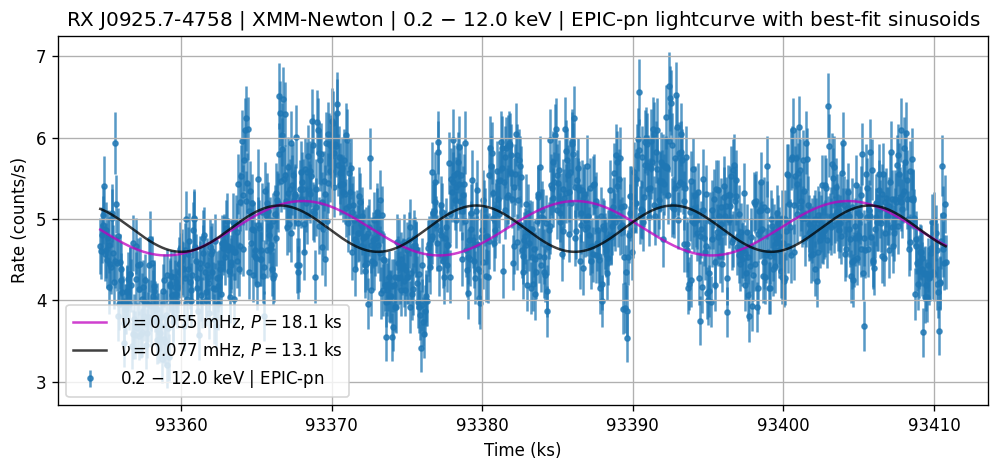 RX J0925.7-4758 | XMM-Newton | 0.2 − 12.0 keV | EPIC-pn lightcurve with best-fit sinusoids
7
6
5
4
3
Rate (counts/s)
ν = 0.055 mHz, P = 18.1 ks
ν = 0.077 mHz, P = 13.1 ks
0.2 − 12.0 keV | EPIC-pn
93360 93370 93380 93390 93400 93410
Time (ks)